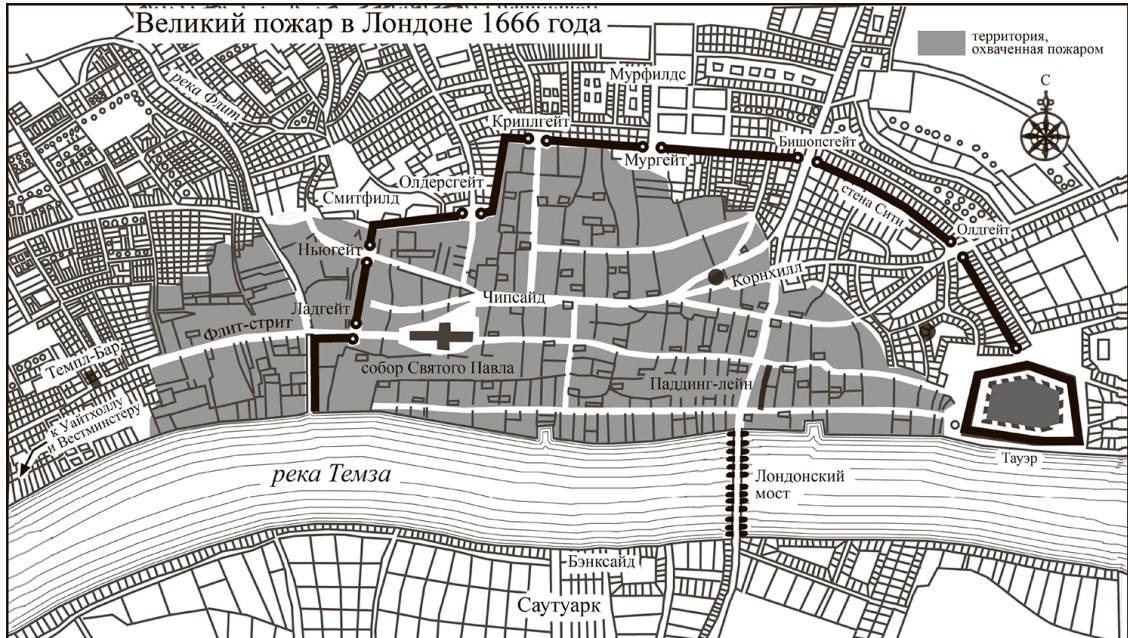 Великий пожар в Лондоне 1666 года
территория,
охваченная пожаром
С
река Флит
Мурфилдс
Криплгейт
Мургейт
Бишопсгейт
Олдерсгейт
Смитфилд
стена Сити
Олдгейт
Ньюгейт
Корнхилл
Чипсайд
Ладгейт
Флит-стрит
Темпл-Бар
собор Святого Павла
Паддинг-лейн
к Уайтхоллу
и Вестминстеру
Тауэр
река Темза
Лондонский
мост
Бэнксайд
Саутуарк